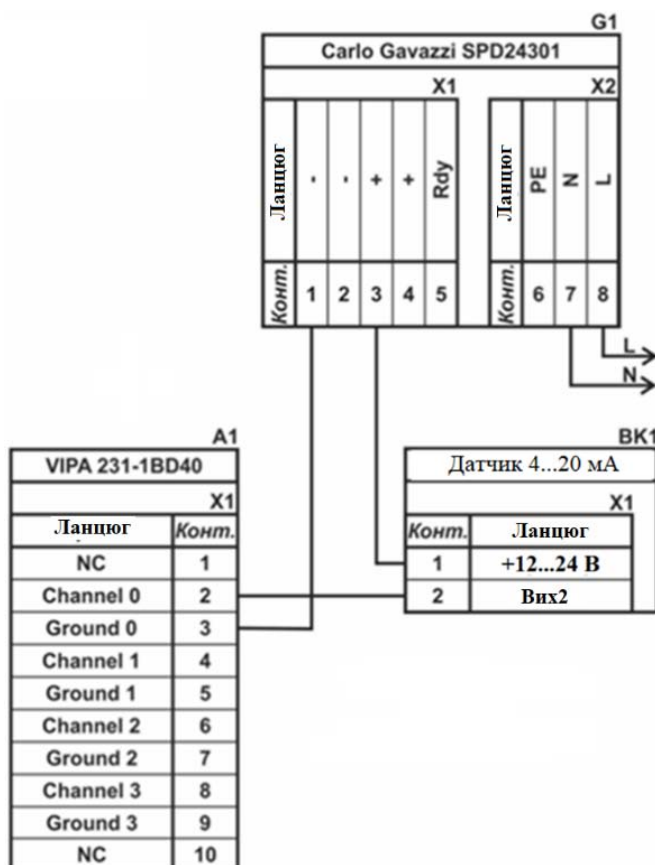 G1
Carlo Gavazzi SPD24301
X1 X2
Ланцюг - - + + Rdy Ланцюг PE N L
Конт. 1 2 3 4 5 Конт. 6 7 8
L
N
A1
VIPA 231-1BD40
X1
Ланцюг Конт.
NC 1
Channel 0 2
Ground 0 3
Channel 1 4
Ground 1 5
Channel 2 6
Ground 2 7
Channel 3 8
Ground 3 9
NC 10
BK1
Датчик 4...20 мА
X1
Конт. Ланцюг
1 +12...24 В
2 Вих2